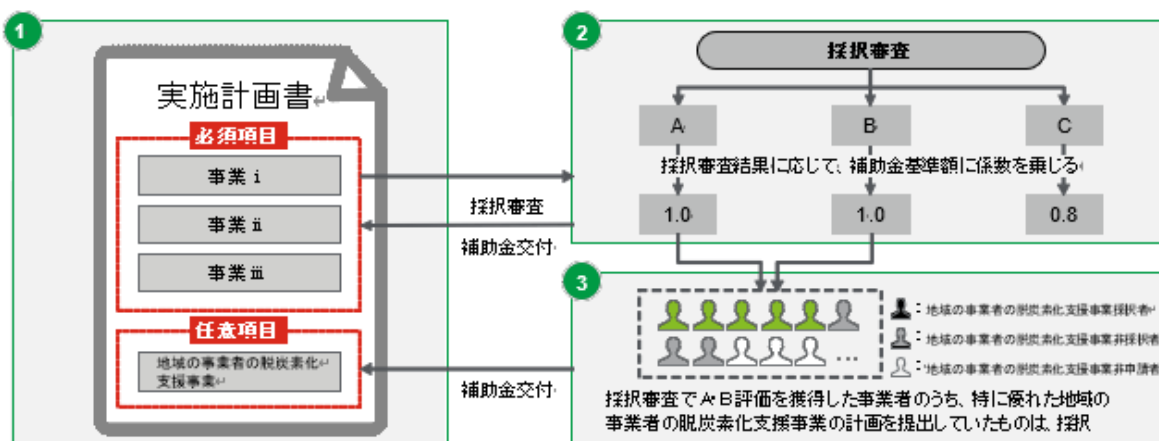 1
実施計画書
必須項目
事業 i
事業 ii
事業 iii
任意項目
地域の事業者の脱炭素化
支援事業
採択審査
補助金交付
補助金交付
2
採択審査
A
B
C
採択審査結果に応じて、補助金基準額に係数を乗じる
1.0
1.0
0.8
3
：地域の事業者の脱炭素化支援事業採択者
：地域の事業者の脱炭素化支援事業非採択者
：地域の事業者の脱炭素化支援事業非申請者
…
採択審査でA・B評価を獲得した事業者のうち、特に優れた地域の
事業者の脱炭素化支援事業の計画を提出していたものは、採択